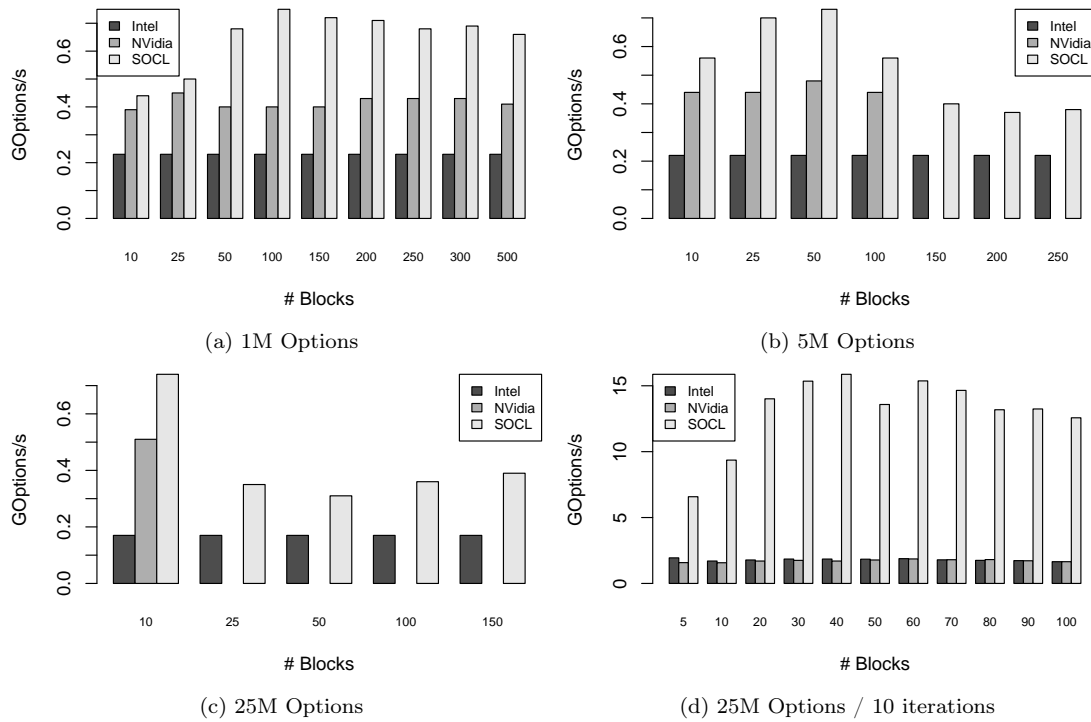 Intel
NVidia
SOCL
GOptions/s
0.0 0.2 0.4 0.6
10 25 50 100 150 200 250 300 500
# Blocks
(a) 1M Options
Intel
NVidia
SOCL
GOptions/s
0.0 0.2 0.4 0.6
10 25 50 100 150 200 250
# Blocks
(b) 5M Options
Intel
NVidia
SOCL
GOptions/s
0.0 0.2 0.4 0.6
10 25 50 100 150
# Blocks
(c) 25M Options
Intel
NVidia
SOCL
GOptions/s
0 5 10 15
5 10 20 30 40 50 60 70 80 90 100
# Blocks
(d) 25M Options / 10 iterations